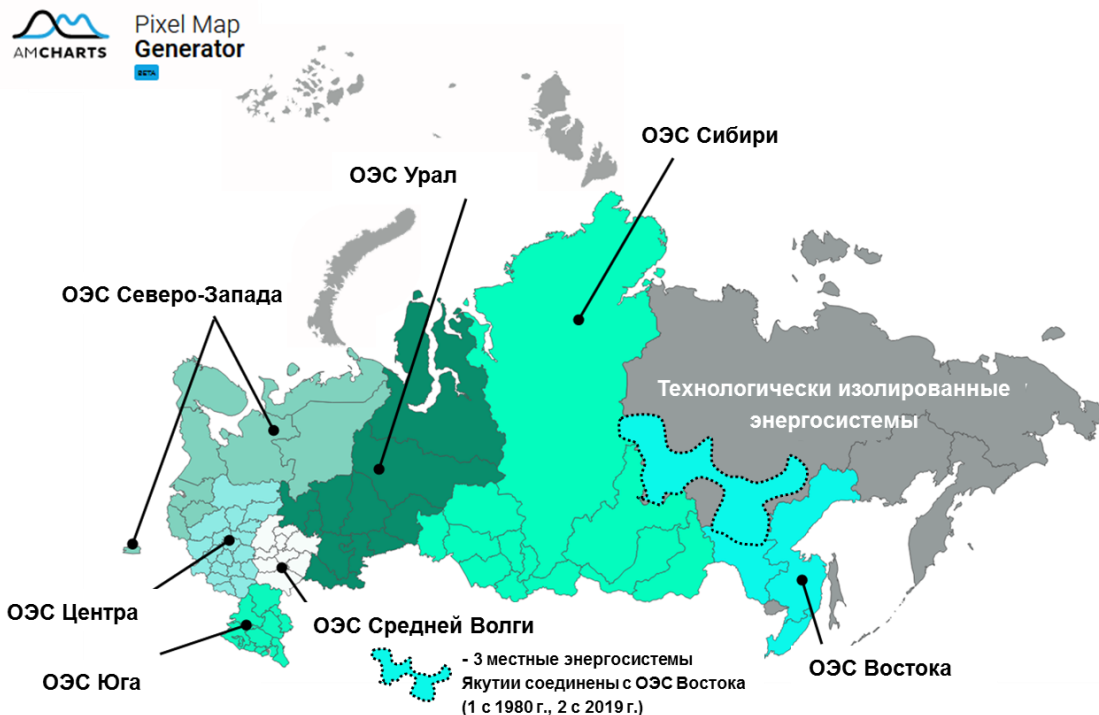 AMCHARTS
Pixel Map
Generator
BETA
ОЭС Сибири
ОЭС Урал
ОЭС Северо-Запада
Технологически изолированные
энергосистемы
ОЭС Центра
ОЭС Средней Волги
ОЭС Юга
ОЭС Востока
- 3 местные энергосистемы
Якутии соединены с ОЭС Востока
(1 с 1980 г., 2 с 2019 г.)